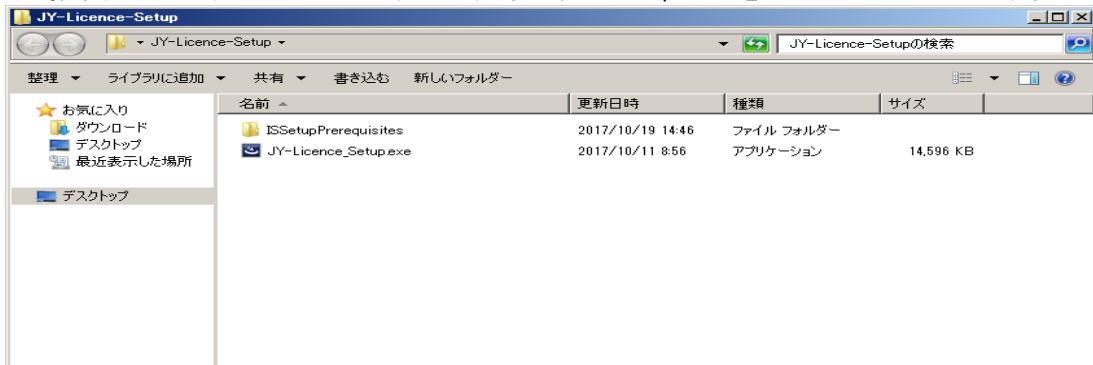 JY-Licence-Setup
JY-Licence-Setup
JY-Licence-Setupの検索
整理 ライブラリに追加 共有 書き込む 新しいフォルダー
お気に入り
ダウンロード
デスクトップ
最近表示した場所
デスクトップ
名前 更新日時 種類 サイズ
ISSetupPrerequisites 2017/10/19 14:46 ファイル フォルダー
JY-Licence_Setup.exe 2017/10/11 8:56 アプリケーション 14,596 KB